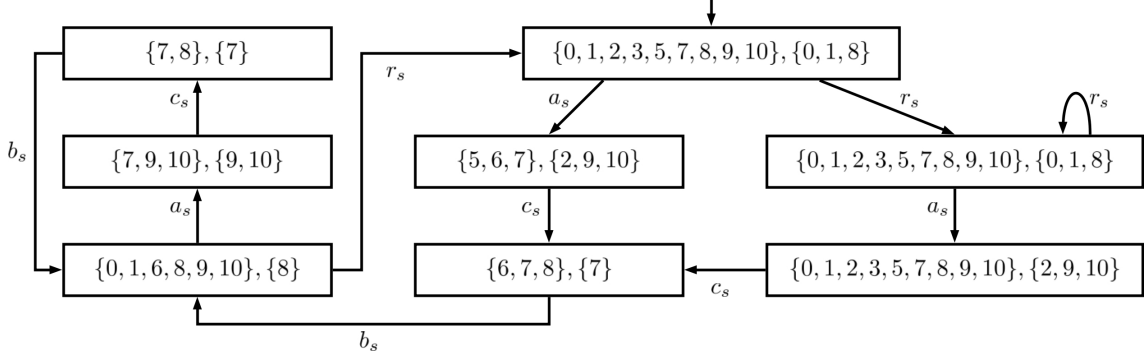 {7, 8}, {7}
{0, 1, 2, 3, 5, 7, 8, 9, 10}, {0, 1, 8}
r_s
c_s
a_s
r_s
r_s
b_s
{7, 9, 10}, {9, 10}
{5, 6, 7}, {2, 9, 10}
{0, 1, 2, 3, 5, 7, 8, 9, 10}, {0, 1, 8}
a_s
c_s
a_s
{0, 1, 6, 8, 9, 10}, {8}
{6, 7, 8}, {7}
{0, 1, 2, 3, 5, 7, 8, 9, 10}, {2, 9, 10}
c_s
b_s